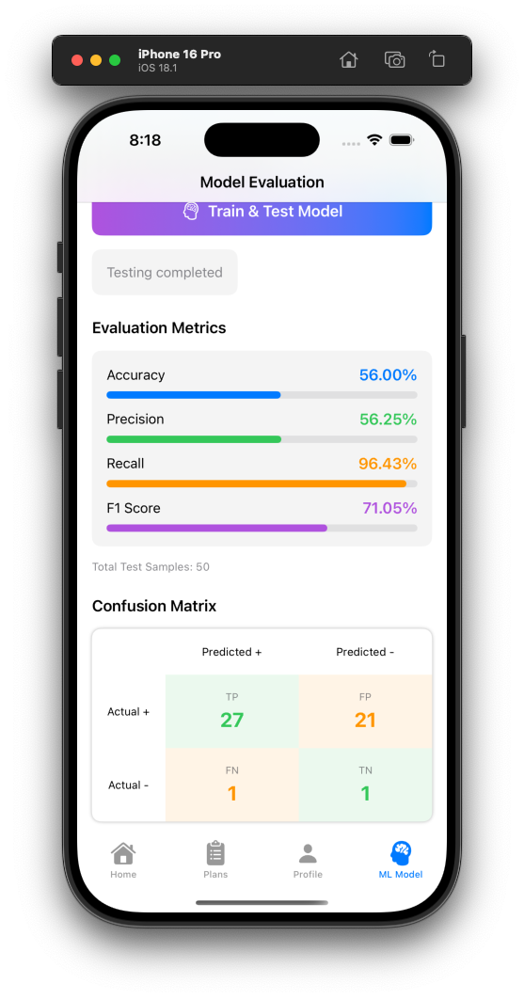 iPhone 16 Pro
iOS 18.1
8:18
Model Evaluation
Train & Test Model
Testing completed
Evaluation Metrics
Accuracy 56.00%
Precision 56.25%
Recall 96.43%
F1 Score 71.05%
Total Test Samples: 50
Confusion Matrix
Predicted + Predicted -
TP FP
Actual + 27 21
FN TN
Actual - 1 1
Home Plans Profile ML Model